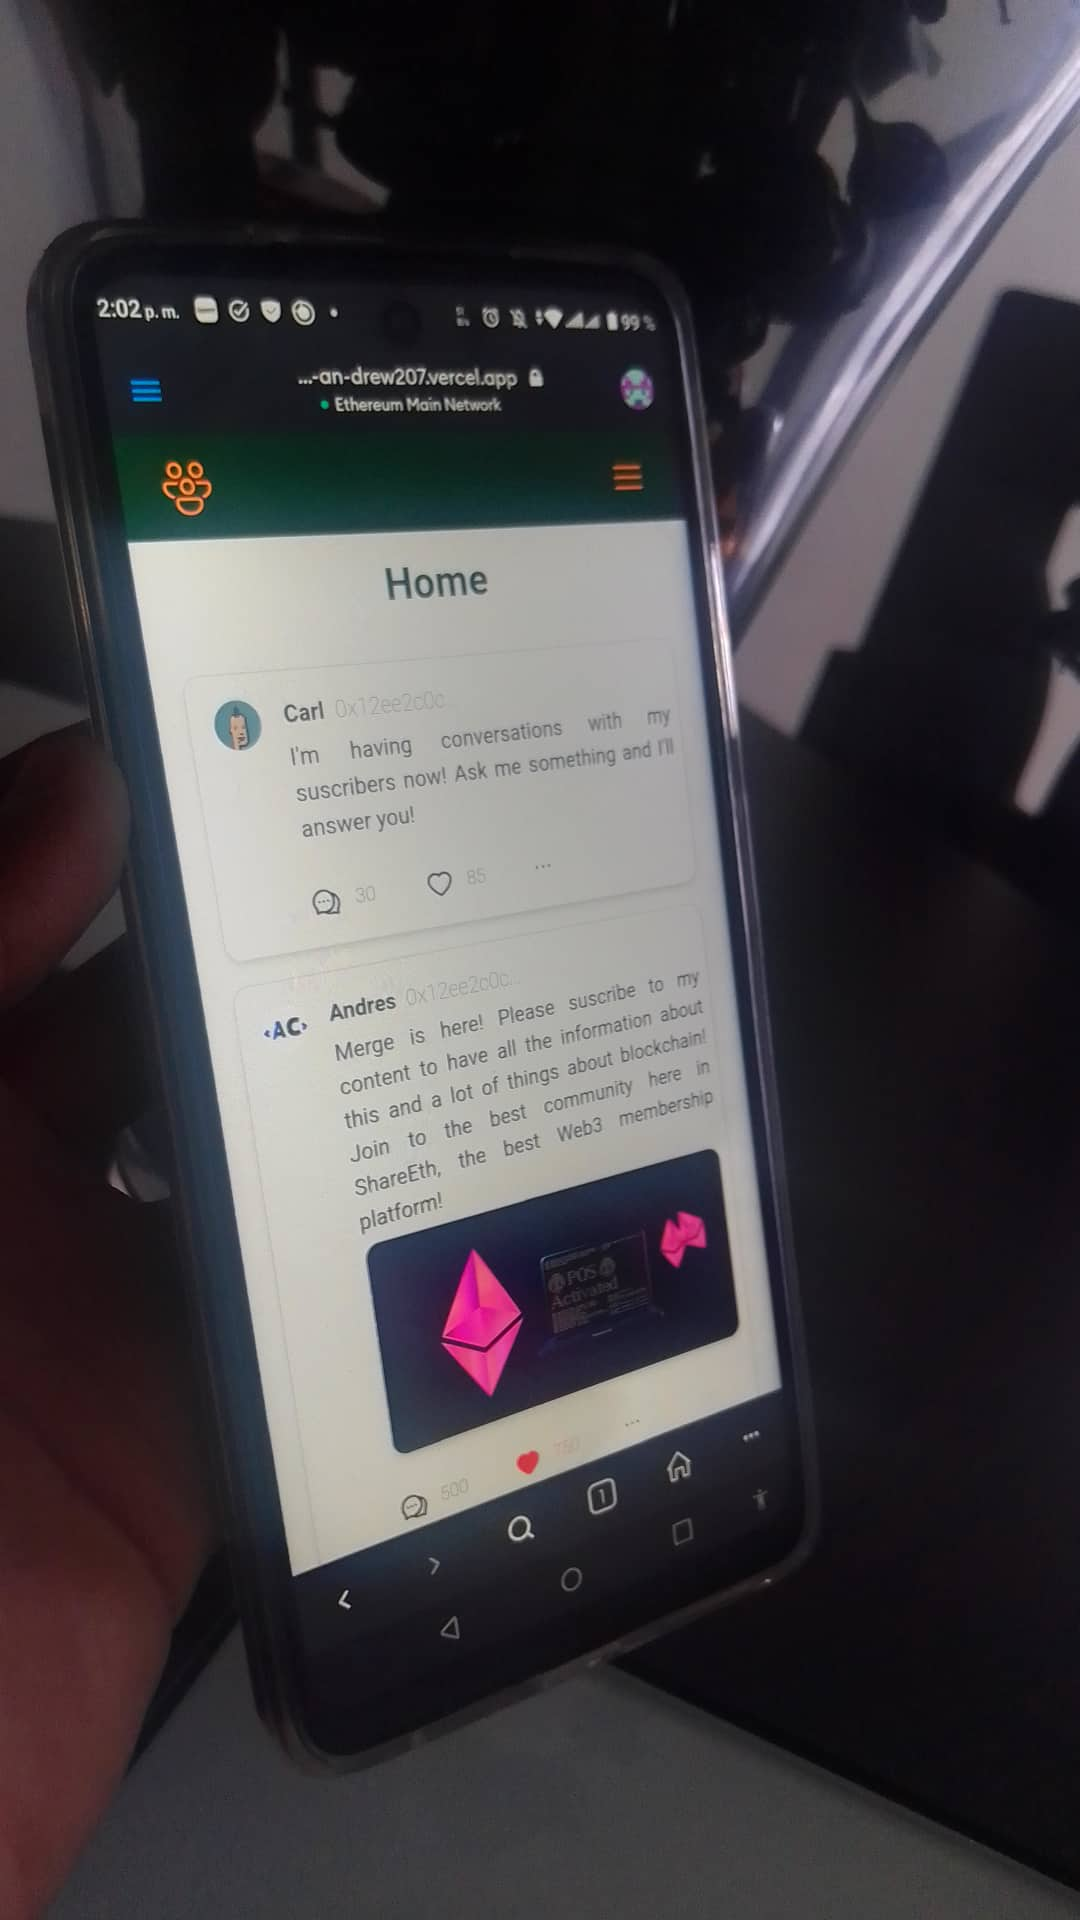 2:02 p. m.
99 %
...-an-drew207.vercel.app
Ethereum Main Network
Home
Carl 0x12ee2c0c...
I'm having conversations with my
suscribers now! Ask me something and I'll
answer you!
30 85 ...
‹AC›
Andres 0x12ee2c0c...
Merge is here! Please suscribe to my
content to have all the information about
this and a lot of things about blockchain!
Join to the best community here in
ShareEth, the best Web3 membership
platform!
POS
Activated
500 750 ...
1